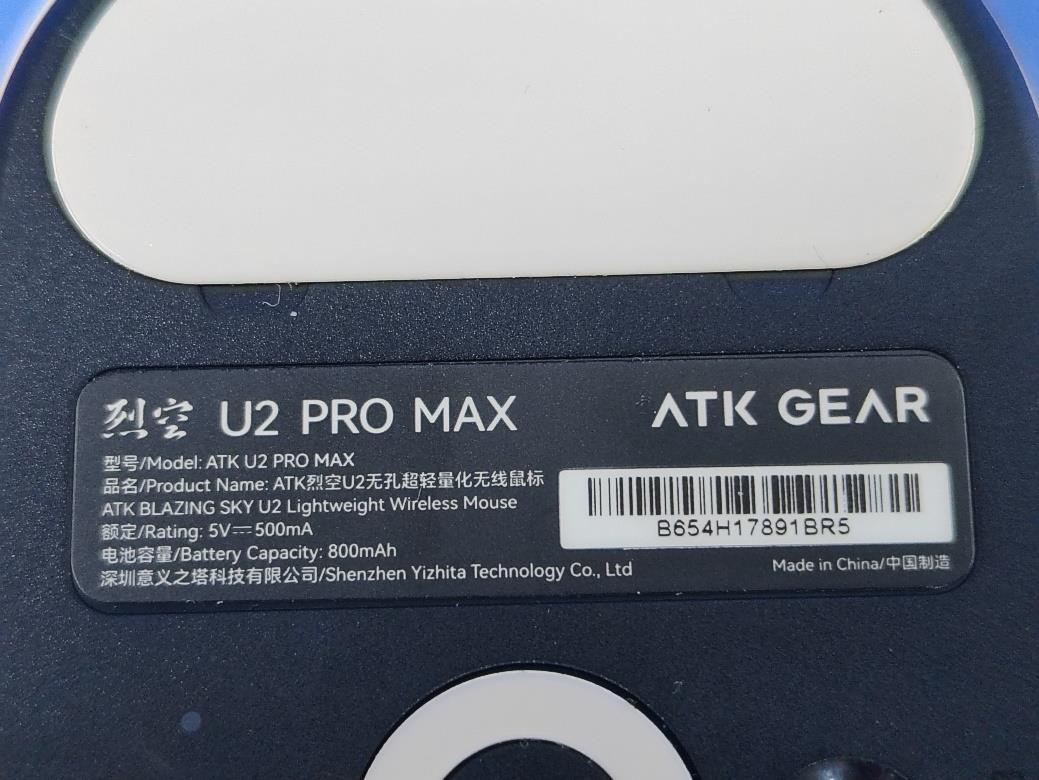 烈空 U2 PRO MAX
ATK GEAR
型号/Model: ATK U2 PRO MAX
品名/Product Name: ATK烈空U2无孔超轻量化无线鼠标
ATK BLAZING SKY U2 Lightweight Wireless Mouse
额定/Rating: 5V⎓500mA
电池容量/Battery Capacity: 800mAh
深圳意义之塔科技有限公司/Shenzhen Yizhita Technology Co., Ltd
B654H17891BR5
Made in China/中国制造